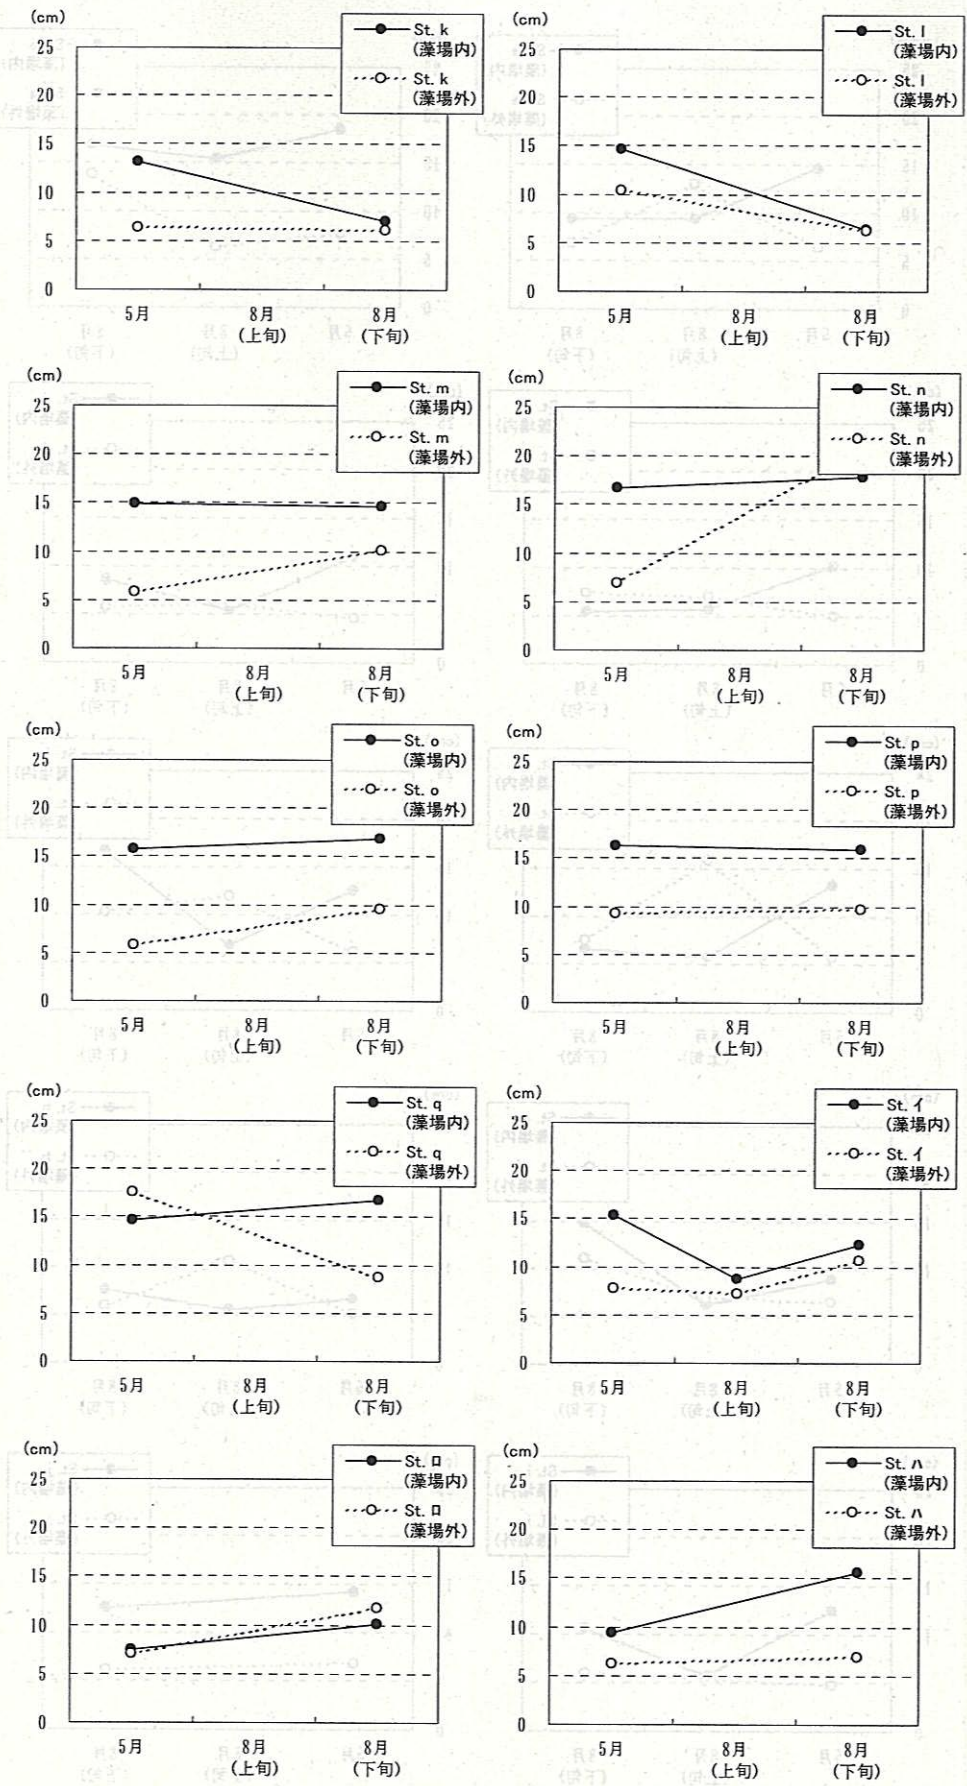 (cm)
St. k
(藻場内)
St. k
(藻場外)
25
20
15
10
5
0
5月
8月
(上旬)
8月
(下旬)
(cm)
St. l
(藻場内)
St. l
(藻場外)
25
20
15
10
5
0
5月
8月
(上旬)
8月
(下旬)
(cm)
St. m
(藻場内)
St. m
(藻場外)
25
20
15
10
5
0
5月
8月
(上旬)
8月
(下旬)
(cm)
St. n
(藻場内)
St. n
(藻場外)
25
20
15
10
5
0
5月
8月
(上旬)
8月
(下旬)
(cm)
St. o
(藻場内)
St. o
(藻場外)
25
20
15
10
5
0
5月
8月
(上旬)
8月
(下旬)
(cm)
St. p
(藻場内)
St. p
(藻場外)
25
20
15
10
5
0
5月
8月
(上旬)
8月
(下旬)
(cm)
St. q
(藻場内)
St. q
(藻場外)
25
20
15
10
5
0
5月
8月
(上旬)
8月
(下旬)
(cm)
St. イ
(藻場内)
St. イ
(藻場外)
25
20
15
10
5
0
5月
8月
(上旬)
8月
(下旬)
(cm)
St. ロ
(藻場内)
St. ロ
(藻場外)
25
20
15
10
5
0
5月
8月
(上旬)
8月
(下旬)
(cm)
St. ハ
(藻場内)
St. ハ
(藻場外)
25
20
15
10
5
0
5月
8月
(上旬)
8月
(下旬)